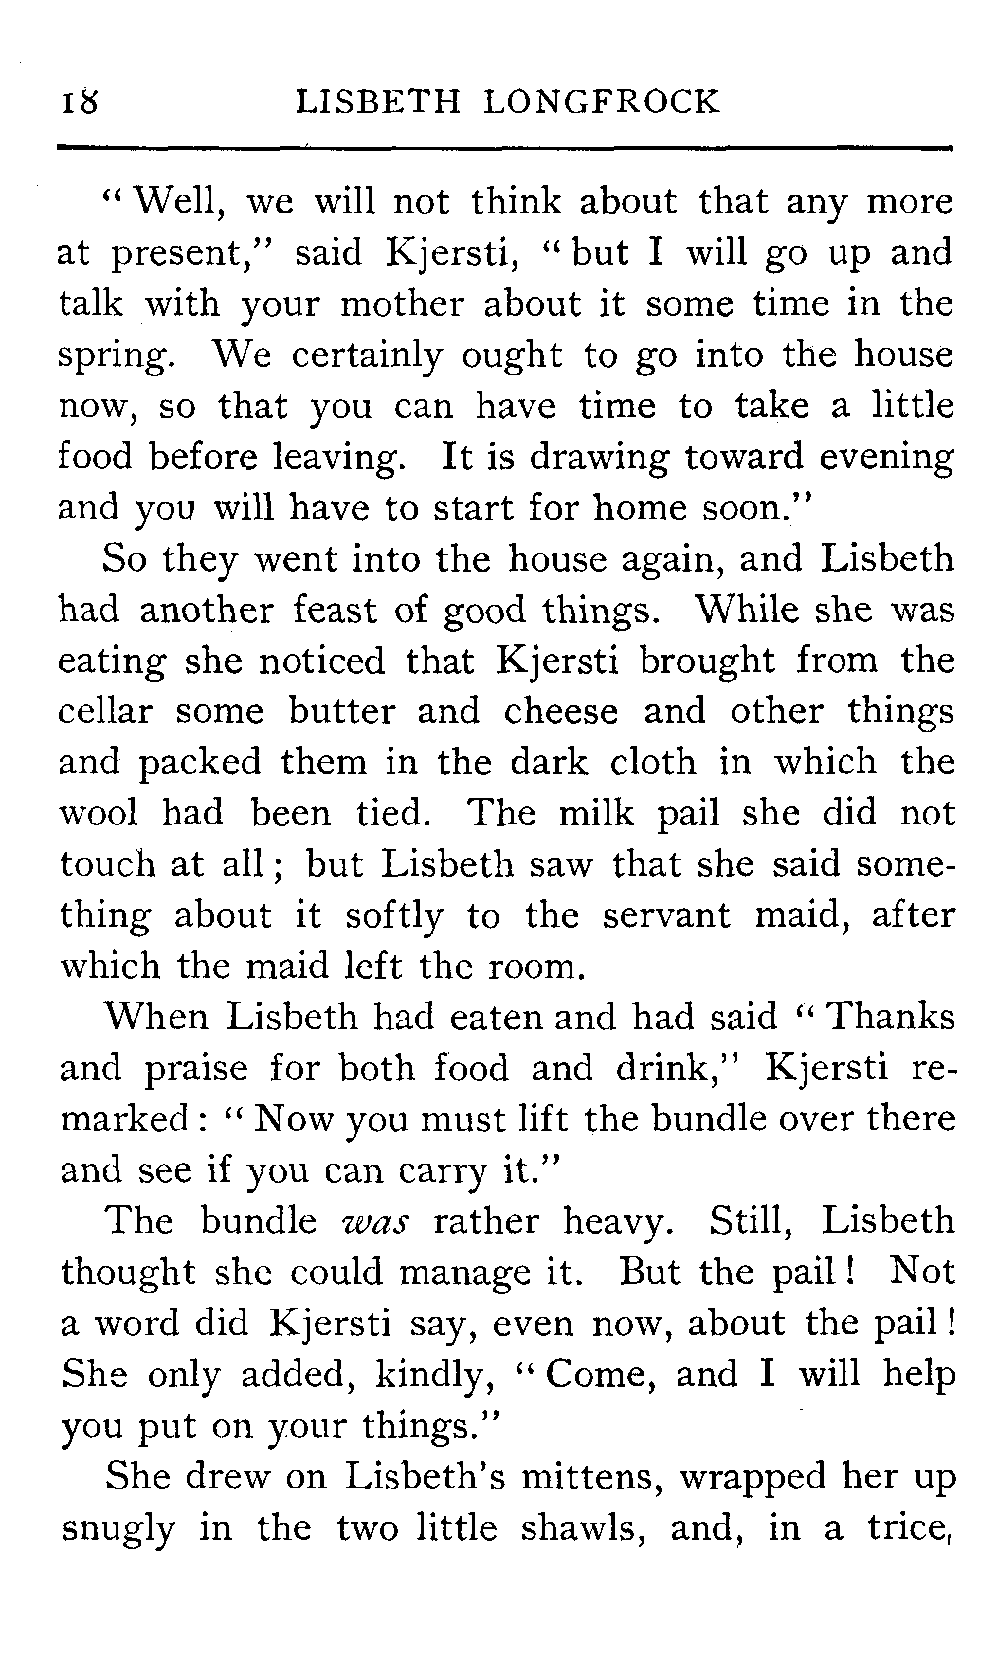 18 LISBETH LONGFROCK
“ Well, we will not think about that any more
at present,” said Kjersti, “ but I will go up and
talk with your mother about it some time in the
spring. We certainly ought to go into the house
now, so that you can have time to take a little
food before leaving. It is drawing toward evening
and you will have to start for home soon.”
So they went into the house again, and Lisbeth
had another feast of good things. While she was
eating she noticed that Kjersti brought from the
cellar some butter and cheese and other things
and packed them in the dark cloth in which the
wool had been tied. The milk pail she did not
touch at all ; but Lisbeth saw that she said some-
thing about it softly to the servant maid, after
which the maid left the room.
When Lisbeth had eaten and had said “ Thanks
and praise for both food and drink,” Kjersti re-
marked : “ Now you must lift the bundle over there
and see if you can carry it.”
The bundle was rather heavy. Still, Lisbeth
thought she could manage it. But the pail ! Not
a word did Kjersti say, even now, about the pail !
She only added, kindly, “ Come, and I will help
you put on your things.”
She drew on Lisbeth’s mittens, wrapped her up
snugly in the two little shawls, and, in a trice,